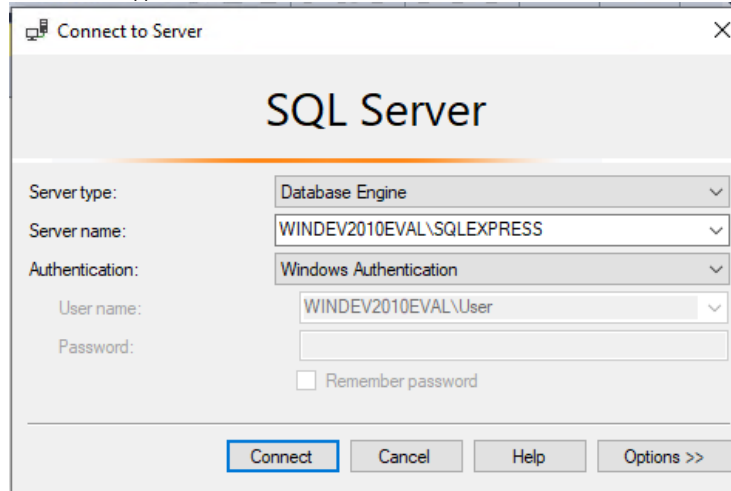 Connect to Server
SQL Server
Server type: Database Engine
Server name: WINDEV2010EVAL\SQLEXPRESS
Authentication: Windows Authentication
User name: WINDEV2010EVAL\User
Password:
Remember password
Connect Cancel Help Options >>